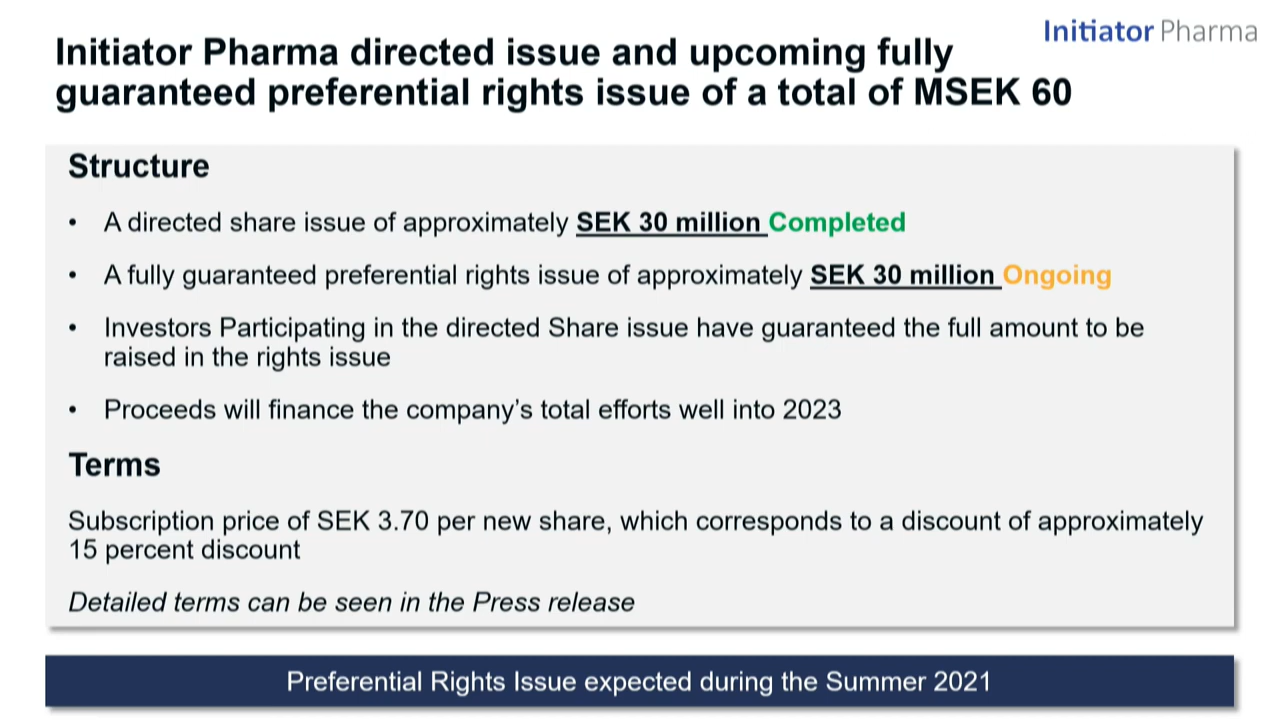 Initiator Pharma
Initiator Pharma directed issue and upcoming fully
guaranteed preferential rights issue of a total of MSEK 60
Structure
• A directed share issue of approximately SEK 30 million Completed
• A fully guaranteed preferential rights issue of approximately SEK 30 million Ongoing
• Investors Participating in the directed Share issue have guaranteed the full amount to be
raised in the rights issue
• Proceeds will finance the company's total efforts well into 2023
Terms
Subscription price of SEK 3.70 per new share, which corresponds to a discount of approximately
15 percent discount
Detailed terms can be seen in the Press release
Preferential Rights Issue expected during the Summer 2021